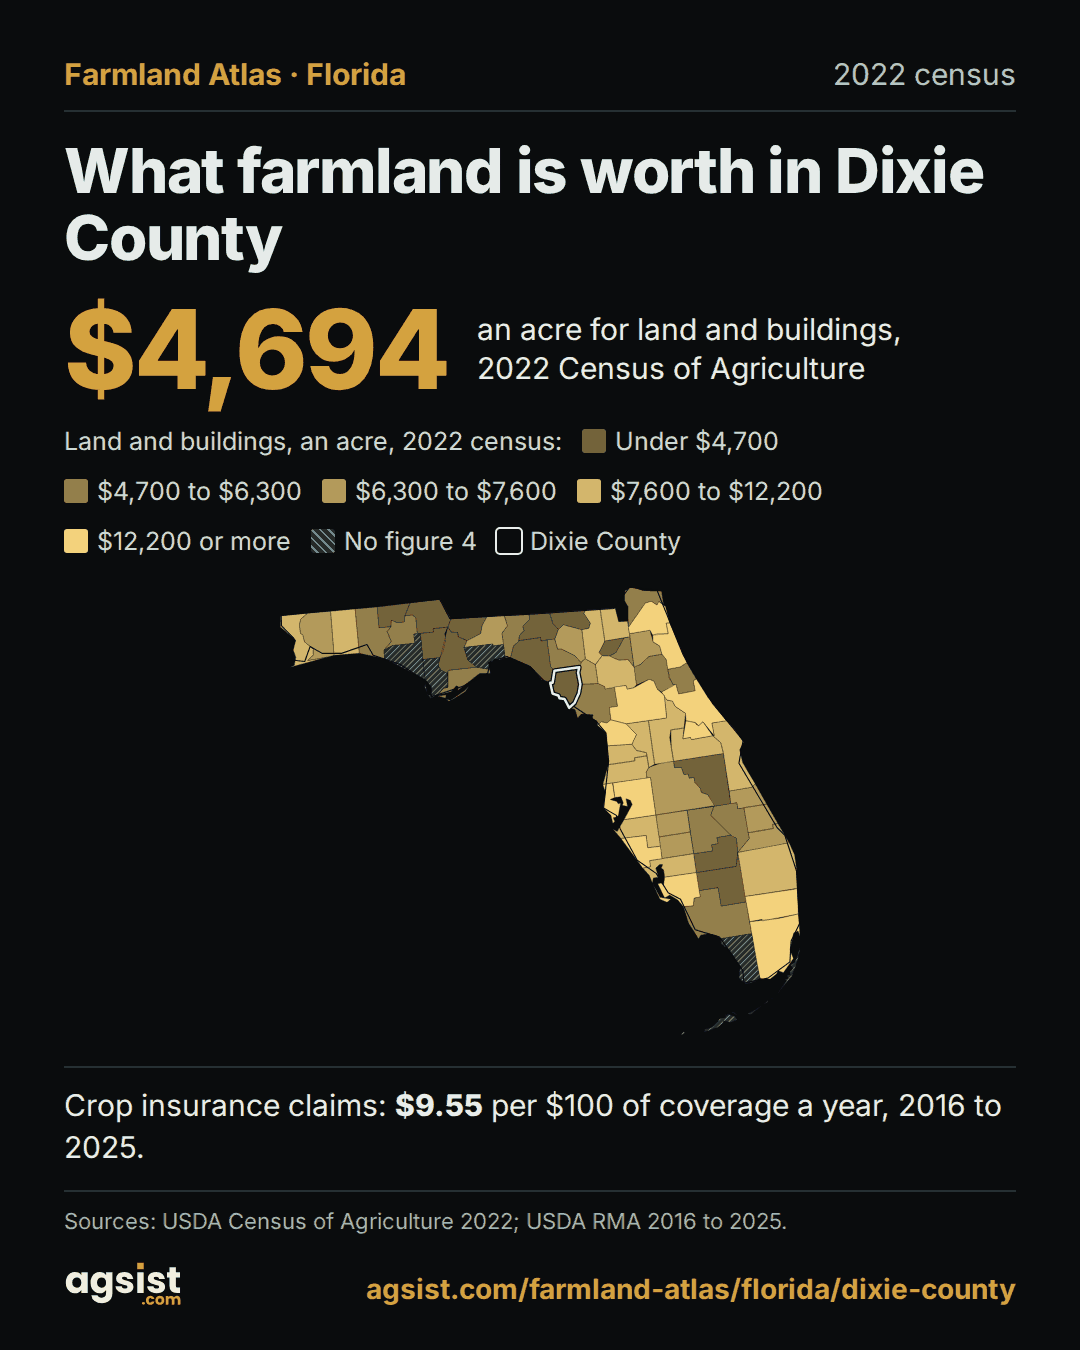 Farmland Atlas · Florida
2022 census
What farmland is worth in Dixie
County
$4,694
an acre for land and buildings,
2022 Census of Agriculture
Land and buildings, an acre, 2022 census: Under $4,700
$4,700 to $6,300 $6,300 to $7,600 $7,600 to $12,200
$12,200 or more No figure 4 Dixie County
Crop insurance claims: $9.55 per $100 of coverage a year, 2016 to
2025.
Sources: USDA Census of Agriculture 2022; USDA RMA 2016 to 2025.
agsist
.com
agsist.com/farmland-atlas/florida/dixie-county